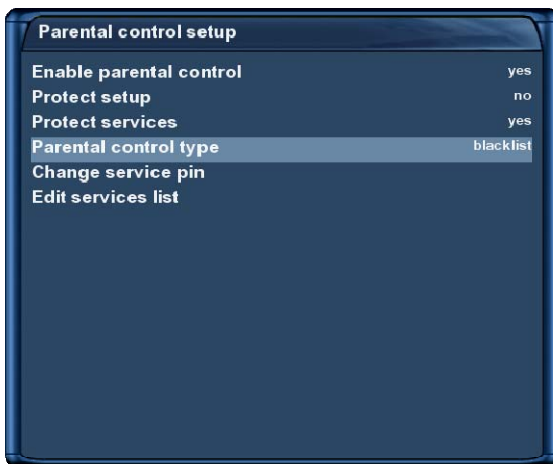 Parental control setup
Enable parental control yes
Protect setup no
Protect services yes
Parental control type blacklist
Change service pin
Edit services list